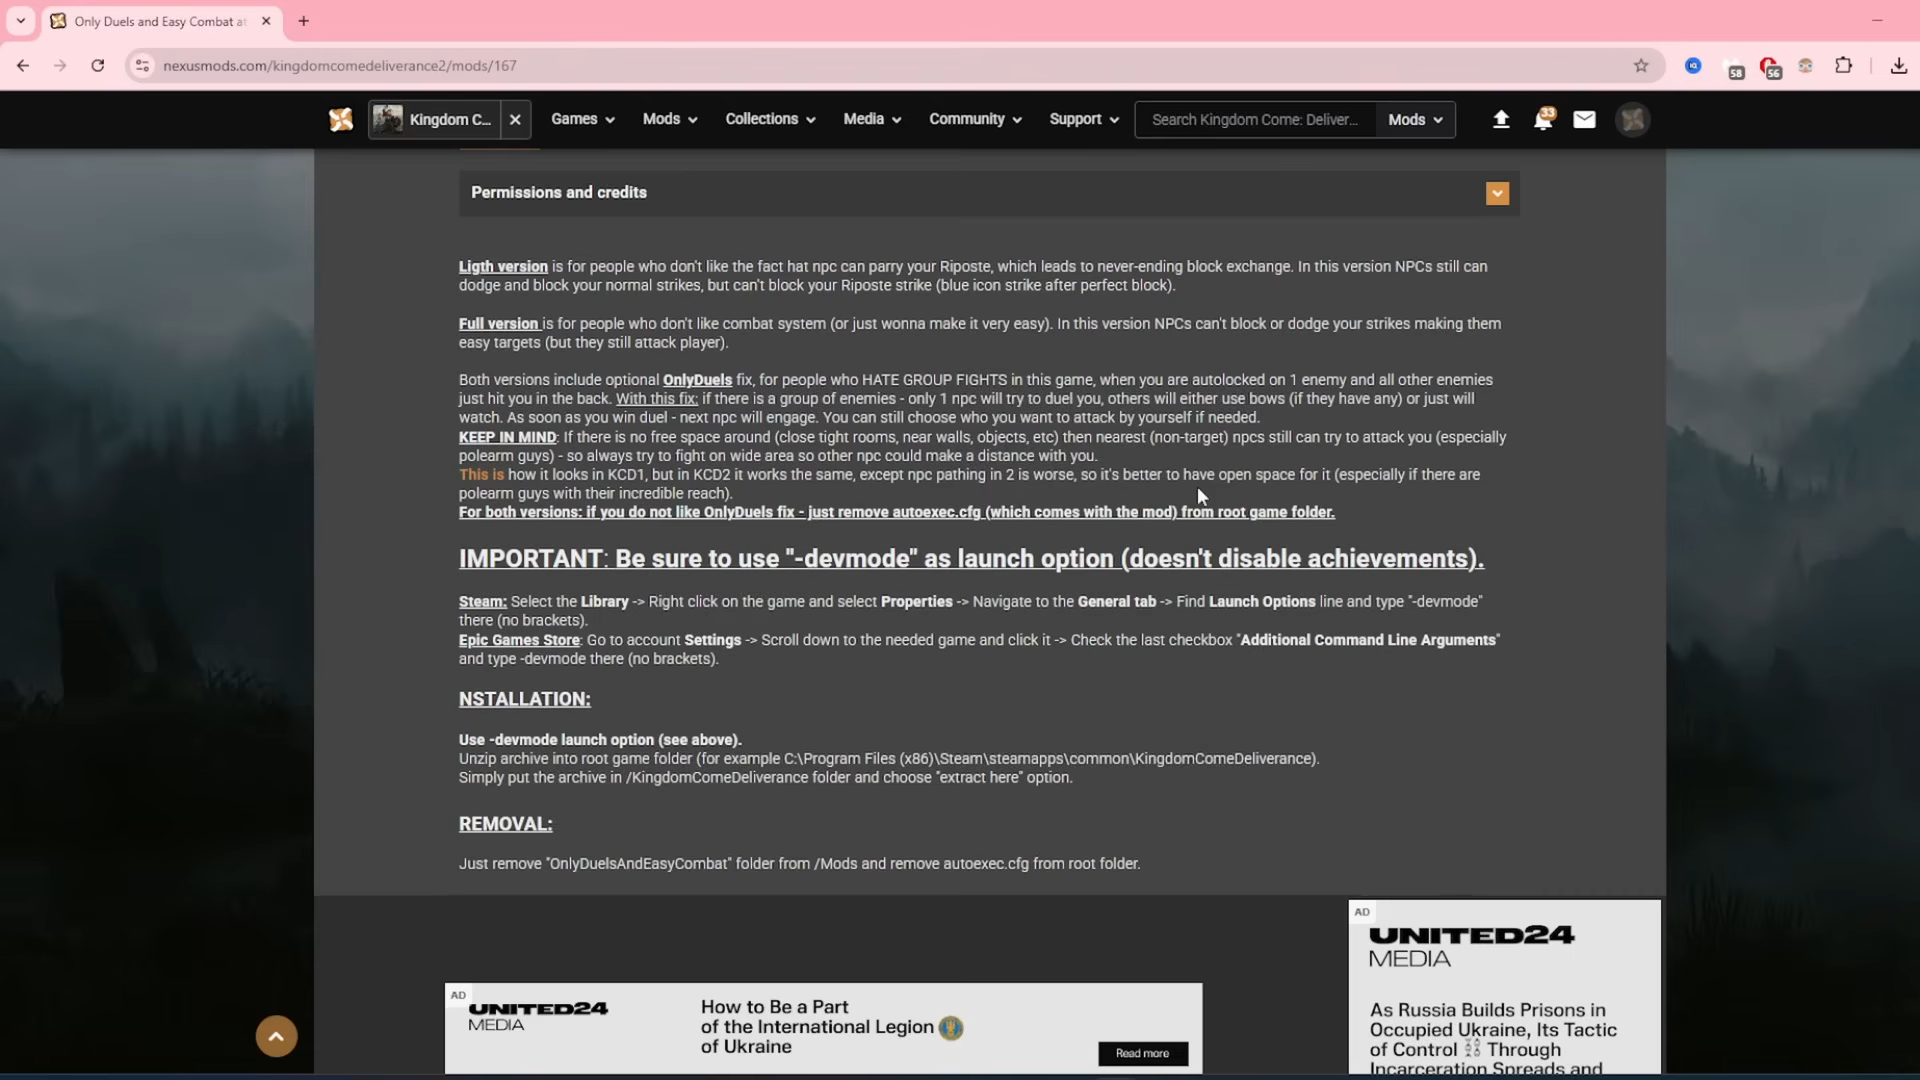 Only Duels and Easy Combat at
nexusmods.com/kingdomcomedeliverance2/mods/167
58
56
Kingdom C...
Games
Mods
Collections
Media
Community
Support
Search Kingdom Come: Deliver...
Mods
33
Permissions and credits
Ligth version is for people who don't like the fact hat npc can parry your Riposte, which leads to never-ending block exchange. In this version NPCs still can
dodge and block your normal strikes, but can't block your Riposte strike (blue icon strike after perfect block).
Full version is for people who don't like combat system (or just wonna make it very easy). In this version NPCs can't block or dodge your strikes making them
easy targets (but they still attack player).
Both versions include optional OnlyDuels fix, for people who HATE GROUP FIGHTS in this game, when you are autolocked on 1 enemy and all other enemies
just hit you in the back. With this fix: if there is a group of enemies - only 1 npc will try to duel you, others will either use bows (if they have any) or just will
watch. As soon as you win duel - next npc will engage. You can still choose who you want to attack by yourself if needed.
KEEP IN MIND: If there is no free space around (close tight rooms, near walls, objects, etc) then nearest (non-target) npcs still can try to attack you (especially
polearm guys) - so always try to fight on wide area so other npc could make a distance with you.
This is how it looks in KCD1, but in KCD2 it works the same, except npc pathing in 2 is worse, so it's better to have open space for it (especially if there are
polearm guys with their incredible reach).
For both versions: if you do not like OnlyDuels fix - just remove autoexec.cfg (which comes with the mod) from root game folder.
IMPORTANT: Be sure to use "-devmode" as launch option (doesn't disable achievements).
Steam: Select the Library -> Right click on the game and select Properties -> Navigate to the General tab -> Find Launch Options line and type "-devmode"
there (no brackets).
Epic Games Store: Go to account Settings -> Scroll down to the needed game and click it -> Check the last checkbox "Additional Command Line Arguments"
and type -devmode there (no brackets).
NSTALLATION:
Use -devmode launch option (see above).
Unzip archive into root game folder (for example C:\Program Files (x86)\Steam\steamapps\common\KingdomComeDeliverance).
Simply put the archive in /KingdomComeDeliverance folder and choose "extract here" option.
REMOVAL:
Just remove "OnlyDuelsAndEasyCombat" folder from /Mods and remove autoexec.cfg from root folder.
AD
UNITED24
MEDIA
How to Be a Part
of the International Legion
of Ukraine
Read more
AD
UNITED24
MEDIA
As Russia Builds Prisons in
Occupied Ukraine, Its Tactic
of Control Through
Incarceration Spreads and